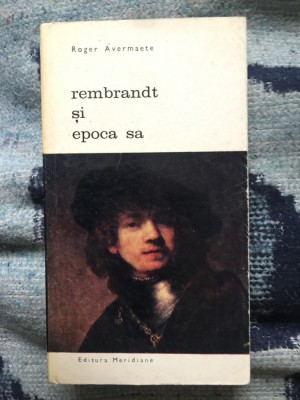 Roger Avermaete
rembrandt
și
epoca sa
Editura Meridiane